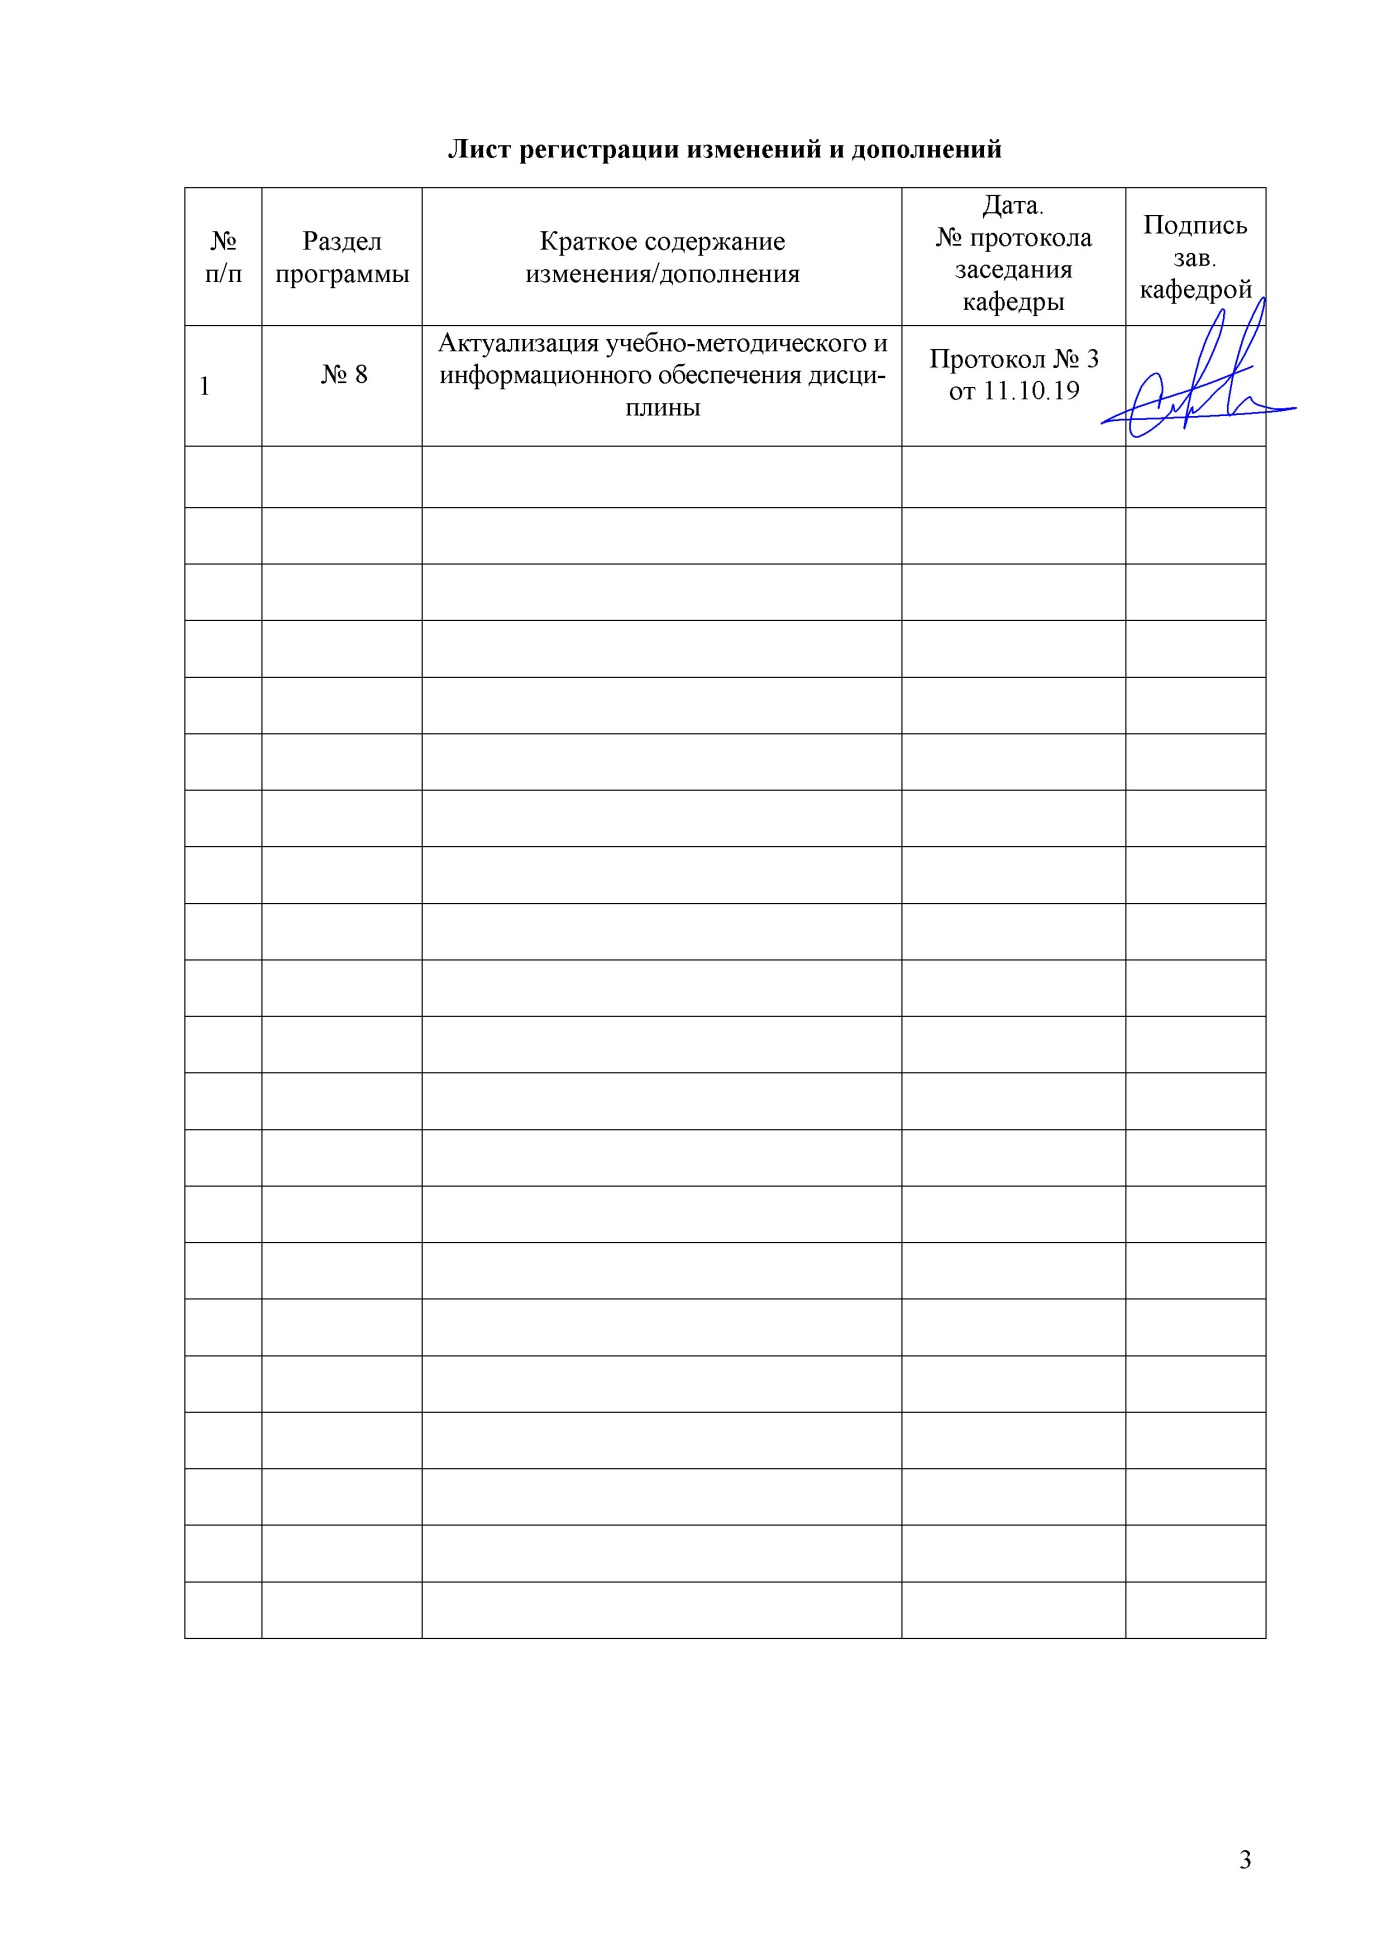 Лист регистрации изменений и дополнений
№
п/п
Раздел
программы
Краткое содержание
изменения/дополнения
Дата.
№ протокола
заседания
кафедры
Подпись
зав.
кафедрой
1
№ 8
Актуализация учебно-методического и
информационного обеспечения дисци-
плины
Протокол № 3
от 11.10.19
3